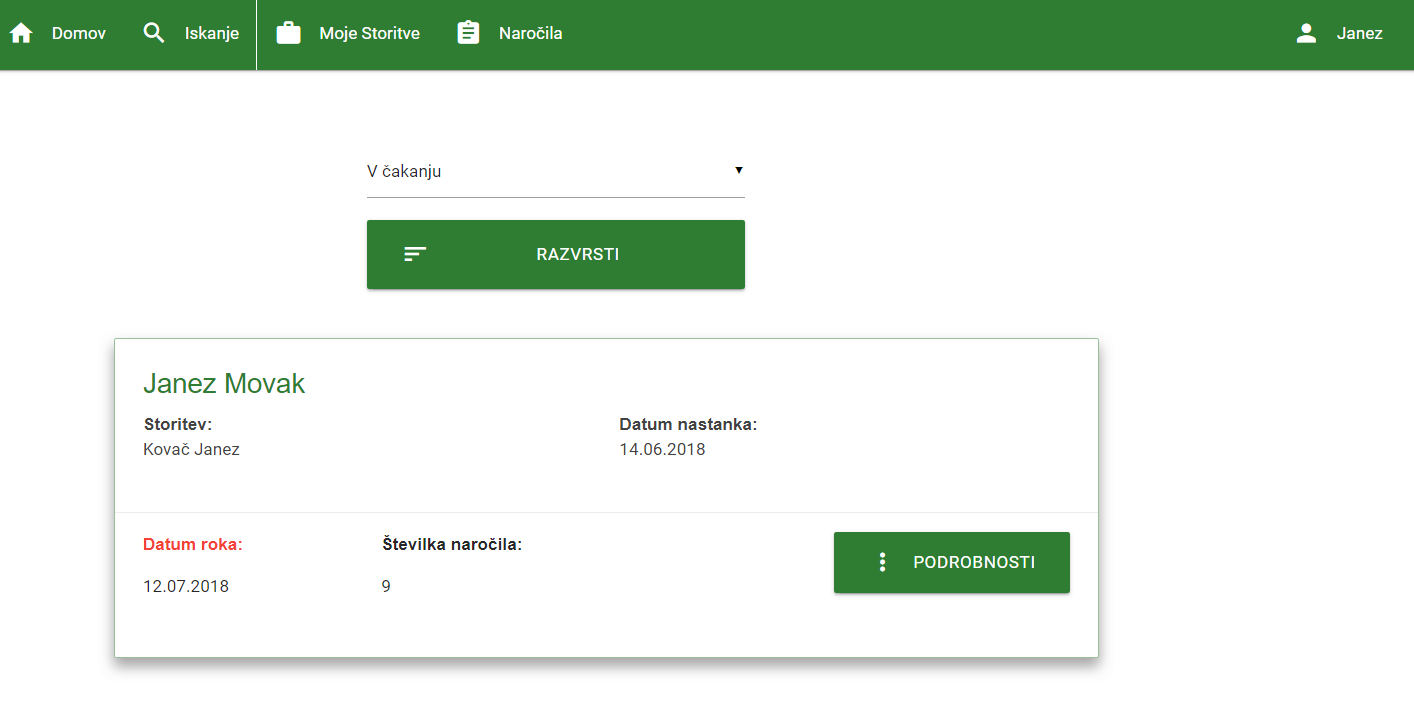 Domov
Iskanje
Moje Storitve
Naročila
Janez
V čakanju
RAZVRSTI
Janez Movak
Storitev:
Datum nastanka:
Kovač Janez
14.06.2018
Datum roka:
Številka naročila:
PODROBNOSTI
12.07.2018
9